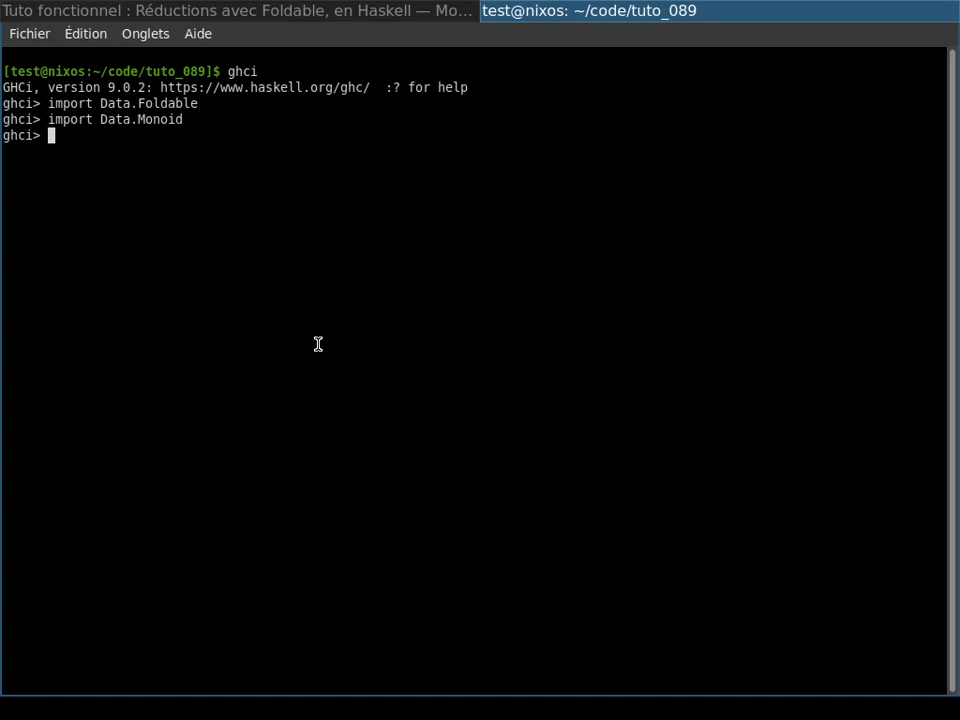 Tuto fonctionnel : Réductions avec Foldable, en Haskell — Mo...
test@nixos: ~/code/tuto_089
Fichier Édition Onglets Aide
[test@nixos:~/code/tuto_089]$ ghci
GHCi, version 9.0.2: https://www.haskell.org/ghc/  :? for help
ghci> import Data.Foldable
ghci> import Data.Monoid
ghci>